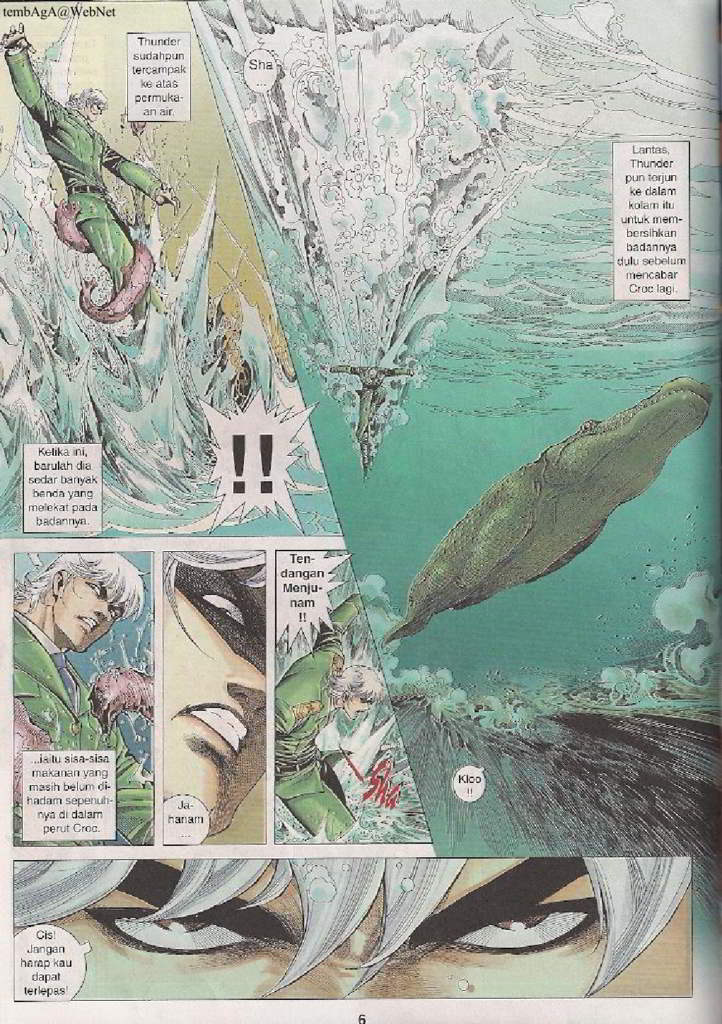 tembAgA@WebNet
Thunder
sudahpun
tercampak
ke atas
permuka-
an air.
Sha
...
Lantas,
Thunder
pun terjun
ke dalam
kolam itu
untuk mem-
bersihkan
badannya
dulu sebelum
mencabar
Croc lagi.
!!
Ketika ini,
barulah dia
sedar banyak
benda yang
melekat pada
badannya.
...iaitu sisa-sisa
makanan yang
masih belum di-
hadam sepenuh-
nya di dalam
perut Croc.
Ja-
hanam
...
Ten-
dangan
Menju-
nam
!!
Sha
Kloo
!!
Cis!
Jangan
harap kau
dapat
terlepas!
6